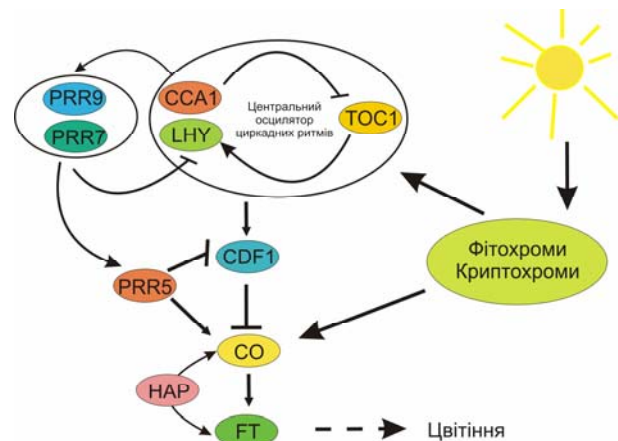 PRR9
PRR7
CCA1
LHY
Центральний
осцилятор
циркадних ритмів
TOC1
Фітохроми
Криптохроми
CDF1
PRR5
CO
HAP
FT
Цвітіння